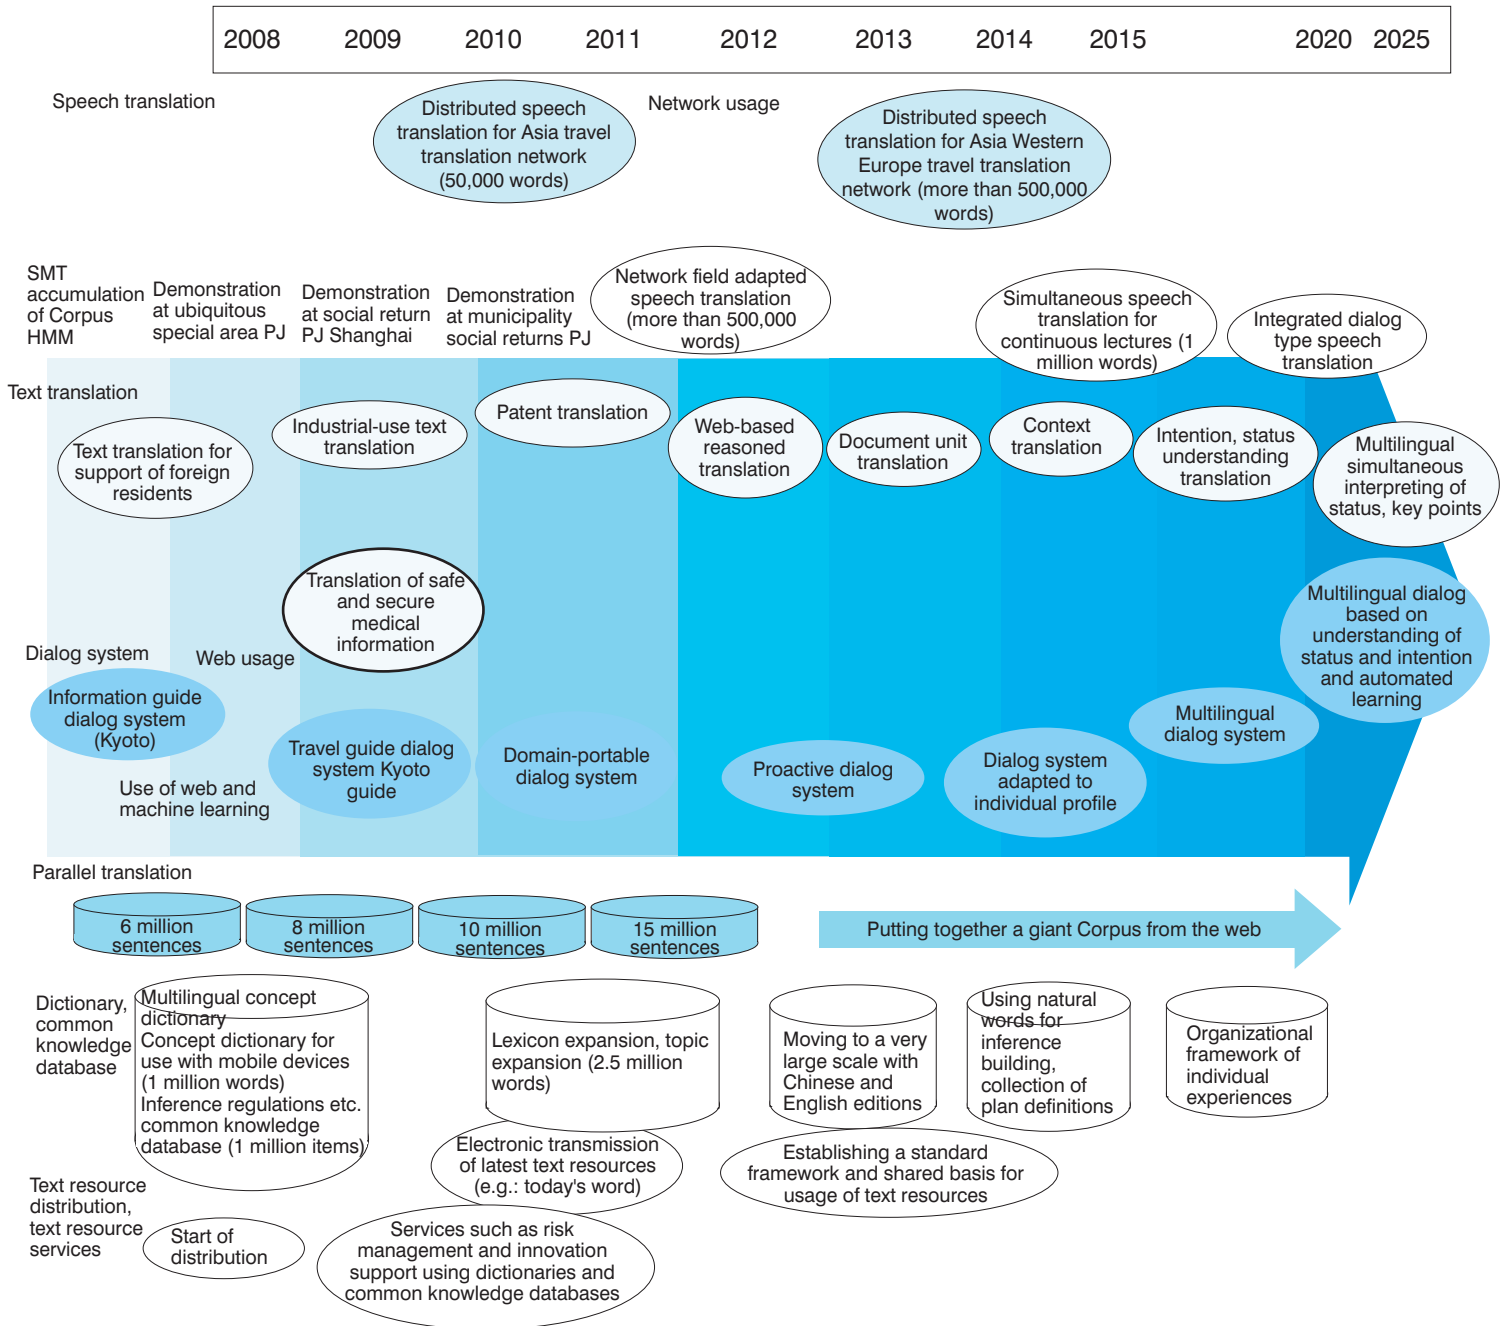 2008 2009 2010 2011 2012 2013 2014 2015 2020 2025
Speech translation
Distributed speech
translation for Asia travel
translation network
(50,000 words)
Network usage
Distributed speech
translation for Asia Western
Europe travel translation
network (more than 500,000
words)
SMT
accumulation
of Corpus
HMM
Demonstration
at ubiquitous
special area PJ
Demonstration
at social return
PJ Shanghai
Demonstration
at municipality
social returns PJ
Network field adapted
speech translation
(more than 500,000
words)
Simultaneous speech
translation for
continuous lectures (1
million words)
Integrated dialog
type speech
translation
Text translation
Text translation for
support of foreign
residents
Industrial-use text
translation
Patent translation
Web-based
reasoned
translation
Document unit
translation
Context
translation
Intention, status
understanding
translation
Multilingual
simultaneous
interpreting of
status, key points
Translation of safe
and secure
medical
information
Multilingual dialog
based on
understanding of
status and intention
and automated
learning
Dialog system
Web usage
Information guide
dialog system
(Kyoto)
Travel guide dialog
system Kyoto
guide
Domain-portable
dialog system
Proactive dialog
system
Dialog system
adapted to
individual profile
Multilingual
dialog system
Use of web and
machine learning
Parallel translation
6 million
sentences
8 million
sentences
10 million
sentences
15 million
sentences
Putting together a giant Corpus from the web
Dictionary,
common
knowledge
database
Multilingual concept
dictionary
Concept dictionary for
use with mobile devices
(1 million words)
Inference regulations etc.
common knowledge
database (1 million items)
Lexicon expansion, topic
expansion (2.5 million
words)
Moving to a very
large scale with
Chinese and
English editions
Using natural
words for
inference
building,
collection of
plan definitions
Organizational
framework of
individual
experiences
Electronic transmission
of latest text resources
(e.g.: today's word)
Establishing a standard
framework and shared basis for
usage of text resources
Text resource
distribution,
text resource
services
Start of
distribution
Services such as risk
management and innovation
support using dictionaries and
common knowledge databases